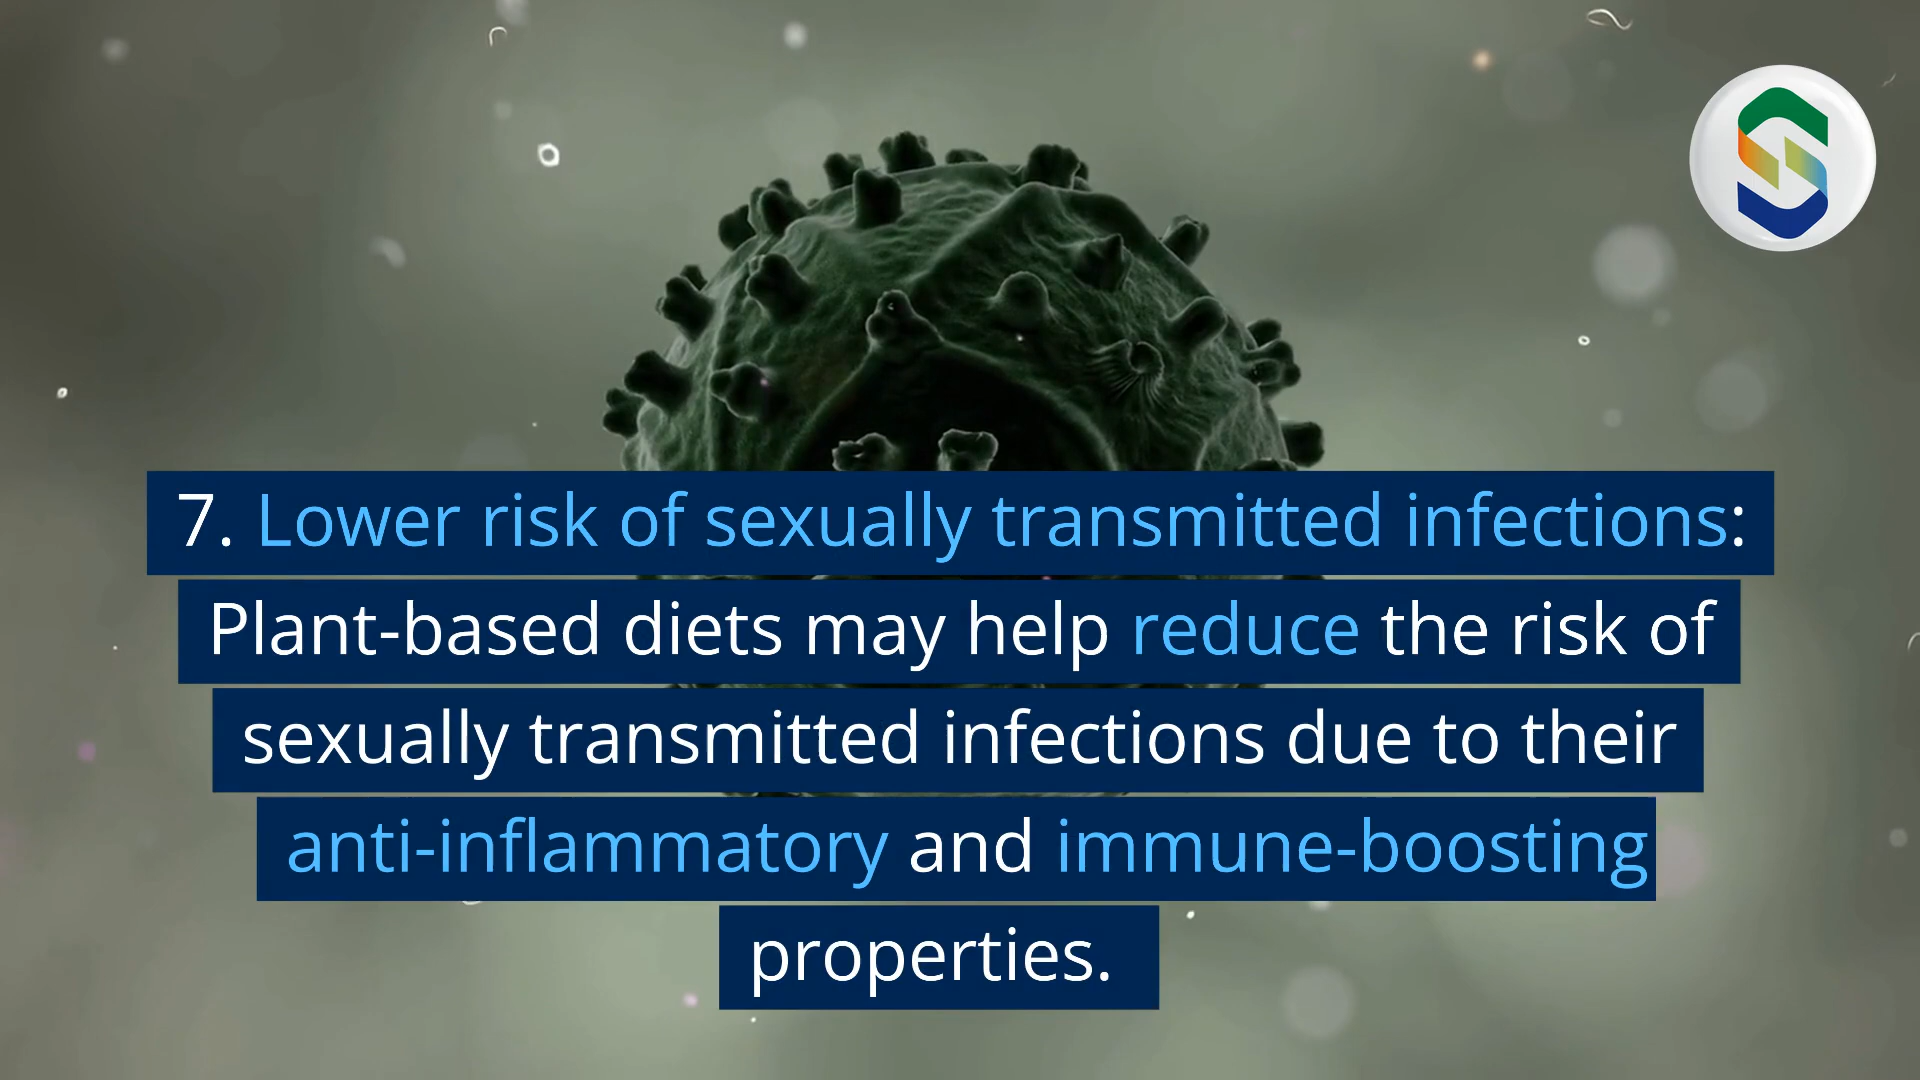 7. Lower risk of sexually transmitted infections:
Plant-based diets may help reduce the risk of
sexually transmitted infections due to their
anti-inflammatory and immune-boosting
properties.